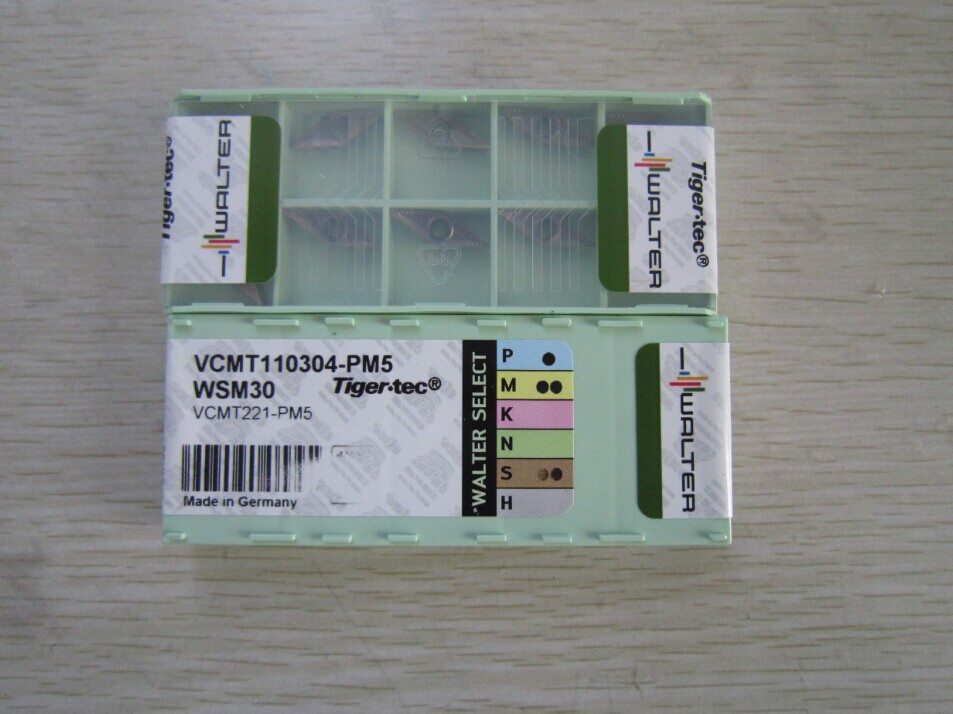 Tiger·tec®
WALTER
WALTER
Tiger·tec®
VCMT110304-PM5
WSM30 Tiger·tec®
VCMT221-PM5
Made in Germany
WALTER SELECT
P
M
K
N
S
H
WALTER